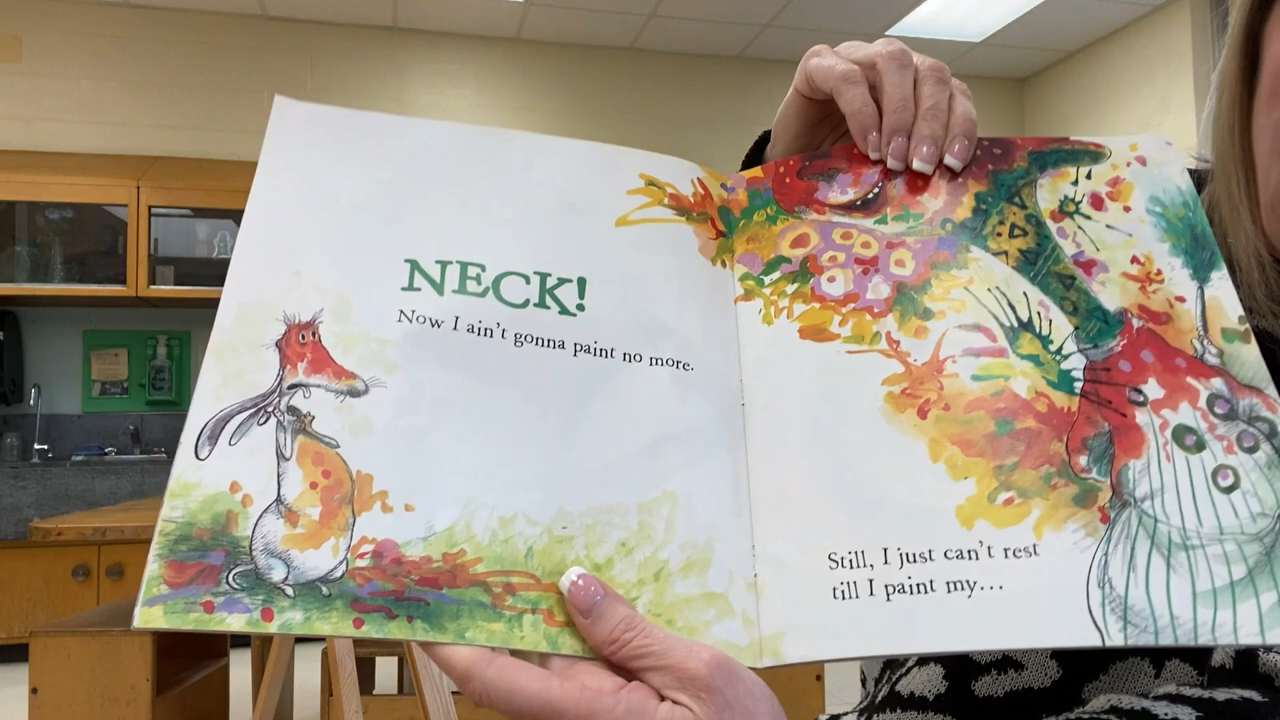 NECK!
Now I ain't gonna paint no more.
Still, I just can't rest
till I paint my...